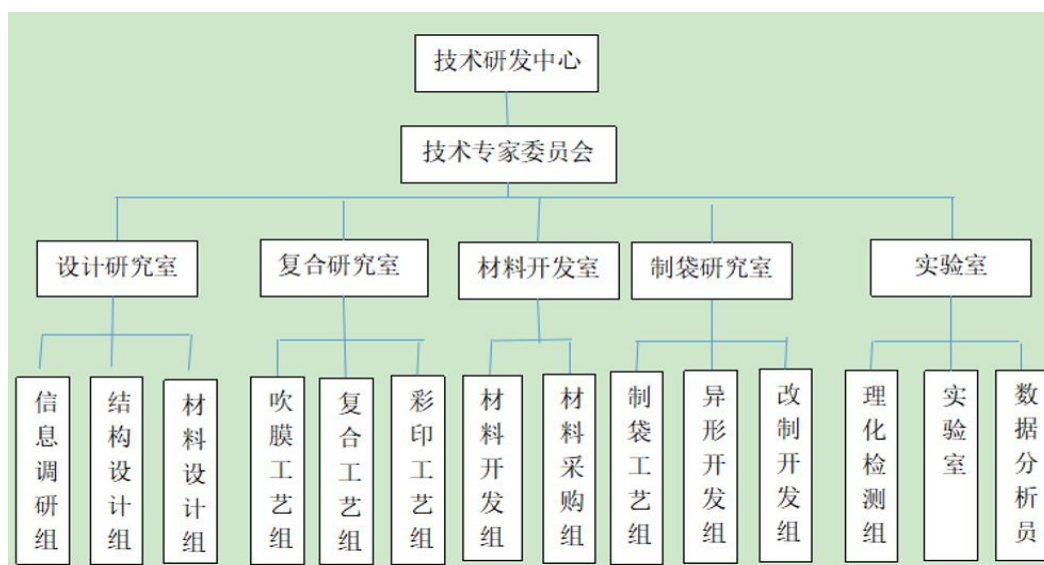 技术研发中心
技术专家委员会
设计研究室
复合研究室
材料开发室
制袋研究室
实验室
信息调研组
结构设计组
材料设计组
吹膜工艺组
复合工艺组
彩印工艺组
材料开发组
材料采购组
制袋工艺组
异形开发组
改制开发组
理化检测组
实验室
数据分析员